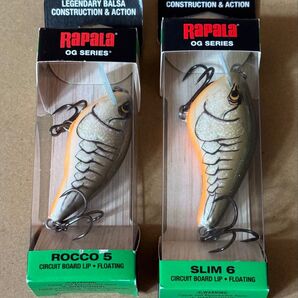 LEGENDARY BALSA
CONSTRUCTION & ACTION
RAPALA
OG SERIES
ROCCO 5
CIRCUIT BOARD LIP • FLOATING
CONSTRUCTION & ACTION
RAPALA
OG SERIES
SLIM 6
CIRCUIT BOARD LIP • FLOATING